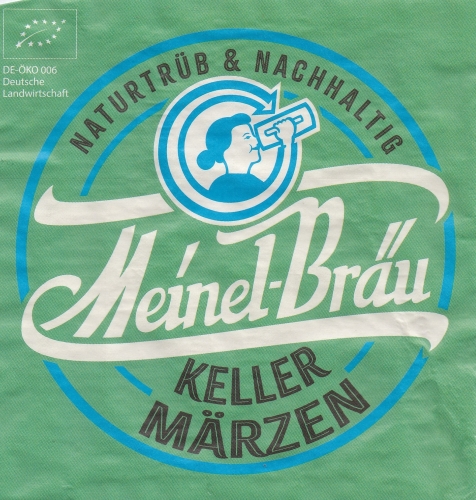 DE-ÖKO 006
Deutsche
Landwirtschaft
NATURTRÜB & NACHHALTIG
Meinel-Bräu
KELLER
MÄRZEN